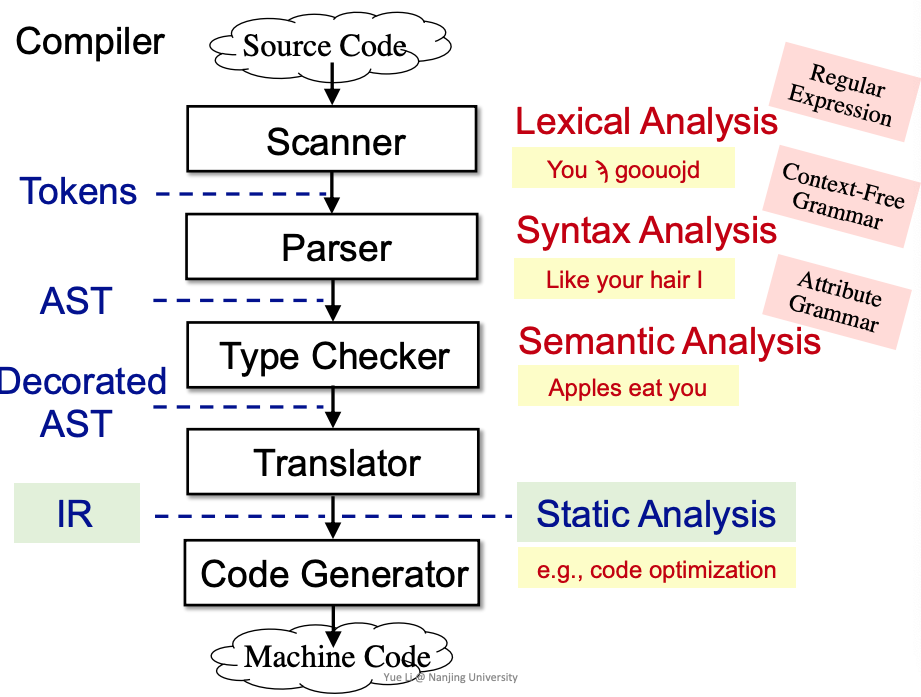 Compiler
Source Code
Regular
Expression
Scanner
Lexical Analysis
You goouojd
Tokens
Context-Free
Grammar
Parser
Syntax Analysis
Like your hair I
AST
Attribute
Grammar
Type Checker
Semantic Analysis
Apples eat you
Decorated
AST
Translator
IR
Static Analysis
Code Generator
e.g., code optimization
Machine Code
Yue Li @ Nanjing University